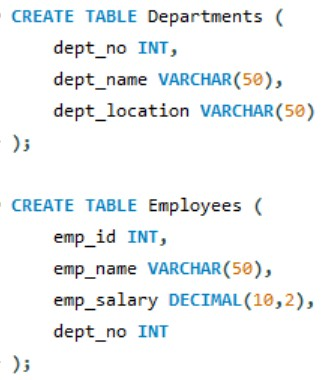 CREATE TABLE Departments (
dept_no INT,
dept_name VARCHAR(50),
dept_location VARCHAR(50)
);
CREATE TABLE Employees (
emp_id INT,
emp_name VARCHAR(50),
emp_salary DECIMAL(10,2),
dept_no INT
);